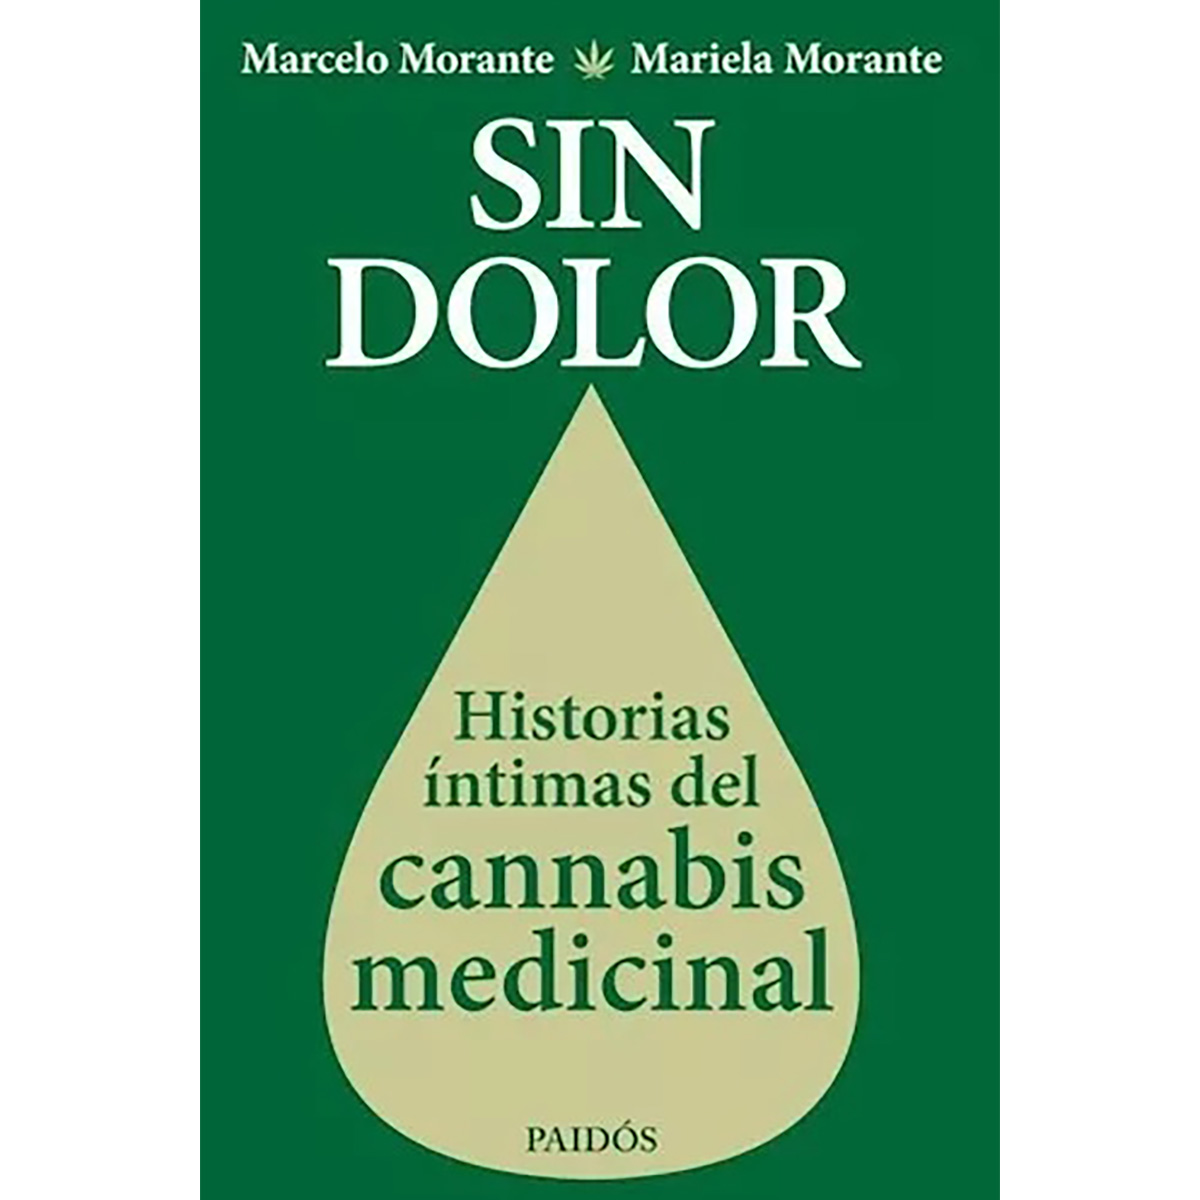 Marcelo Morante Mariela Morante
SIN
DOLOR
Historias
íntimas del
cannabis
medicinal
PAIDÓS